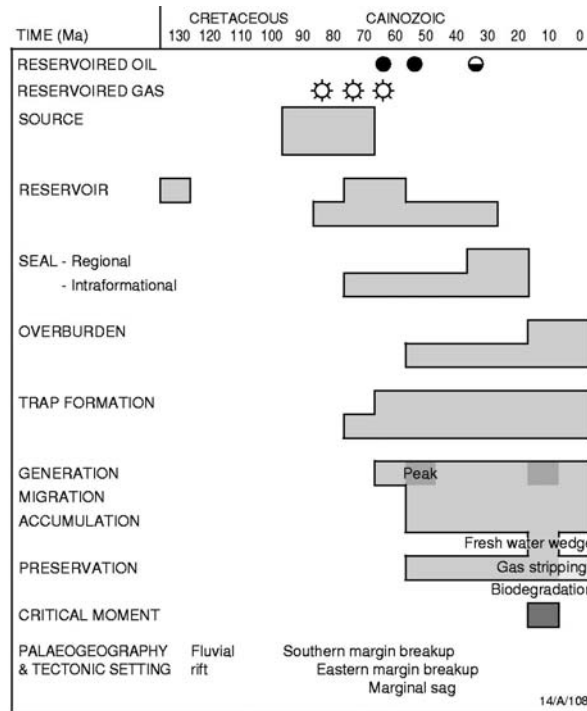 CRETACEOUS CAINOZOIC
TIME (Ma) 130 120 110 100 90 80 70 60 50 40 30 20 10 0
RESERVOIRED OIL
RESERVOIRED GAS
SOURCE
RESERVOIR
SEAL - Regional
- Intraformational
OVERBURDEN
TRAP FORMATION
GENERATION Peak
MIGRATION
ACCUMULATION
Fresh water wedge
PRESERVATION Gas stripping
Biodegradation
CRITICAL MOMENT
PALAEOGEOGRAPHY Fluvial Southern margin breakup
& TECTONIC SETTING rift Eastern margin breakup
Marginal sag
14/A/108